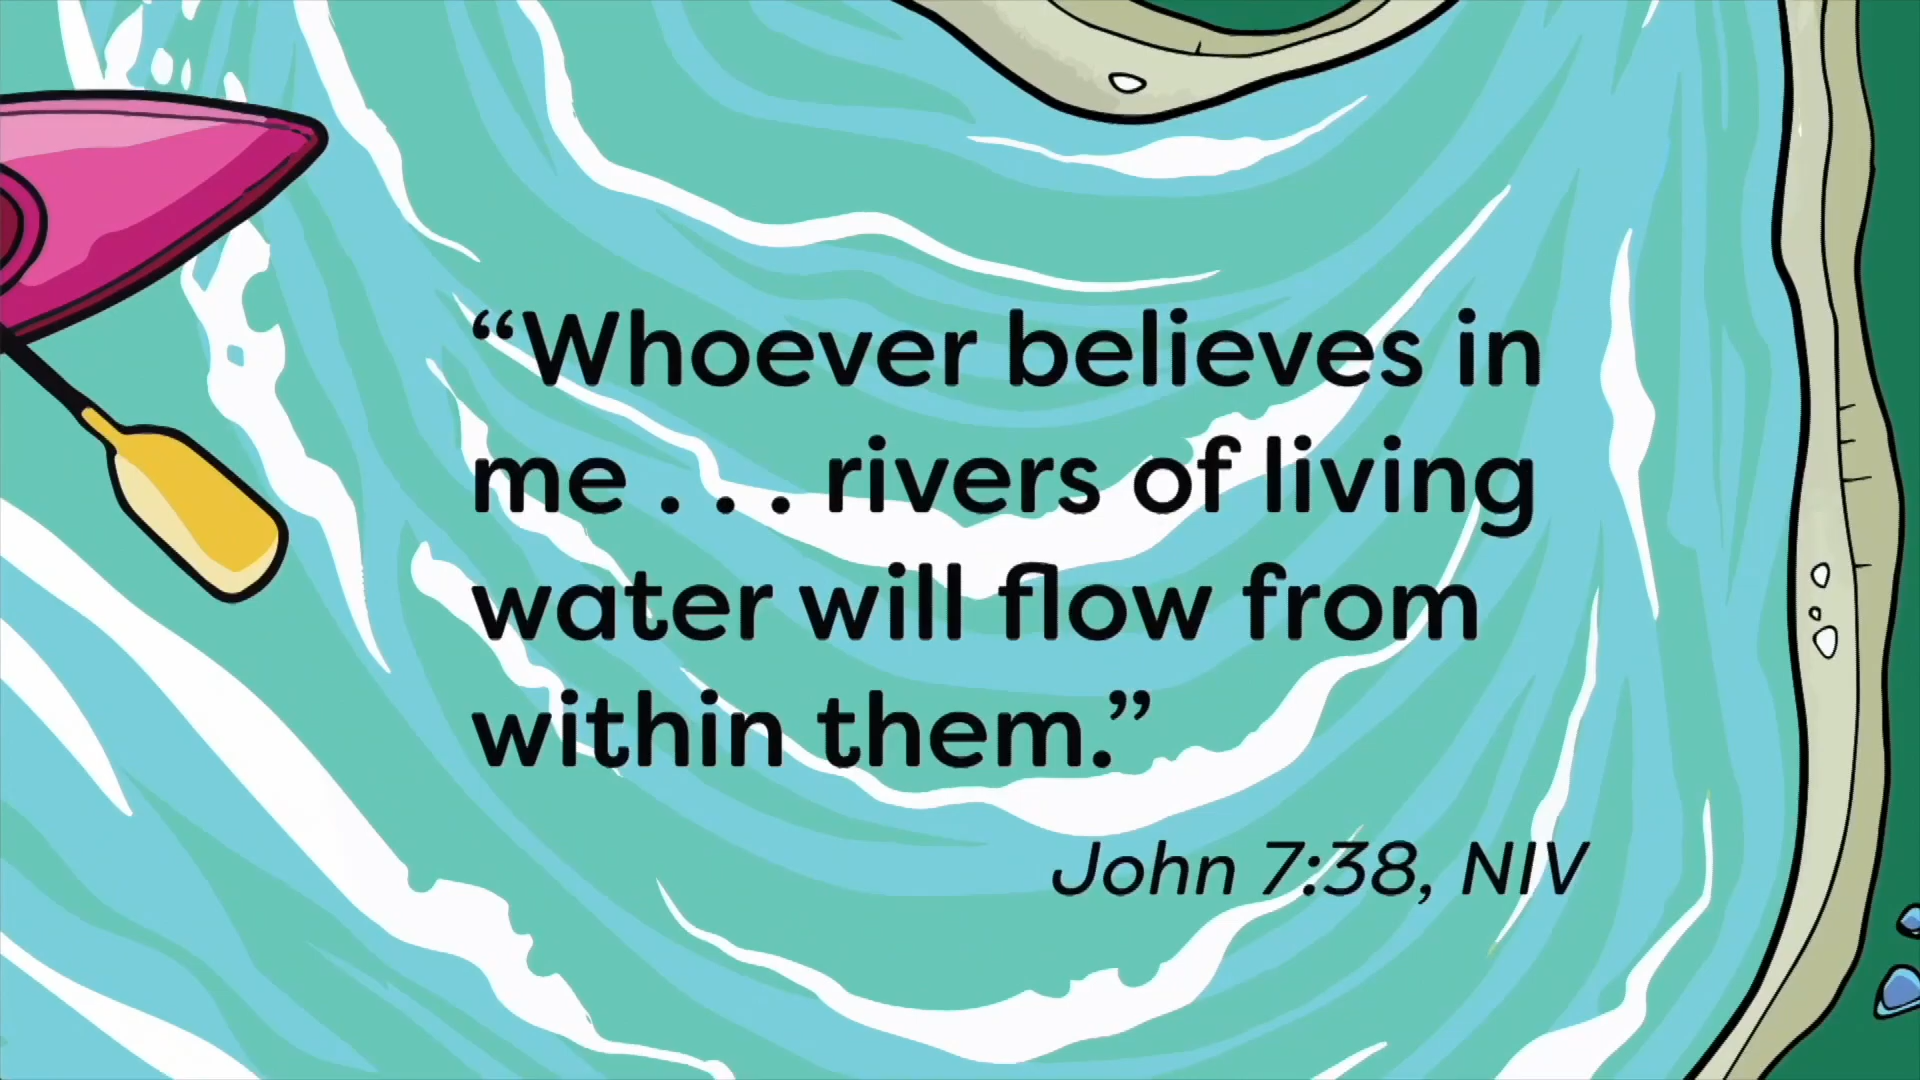 “Whoever believes in
me . . . rivers of living
water will flow from
within them.”
John 7:38, NIV